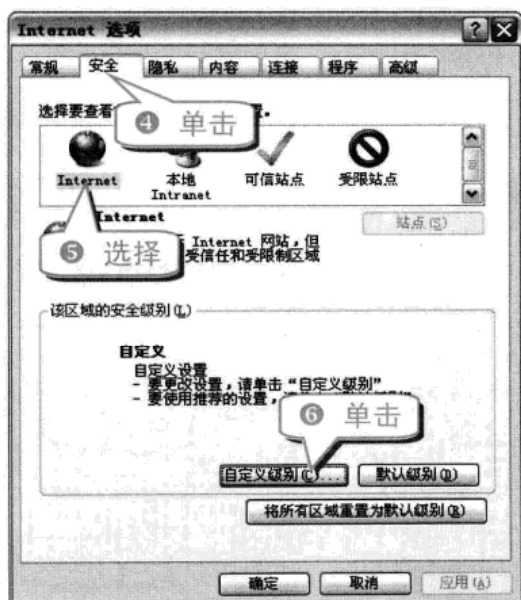 Internet 选项
常规 安全 隐私 内容 连接 程序 高级
选择要查看 置。
④ 单击
Internet 本地 Intranet 可信站点 受限站点
Internet
站点(S)
Internet 网站,但
受信任和受限制区域
⑤ 选择
该区域的安全级别(L)
自定义
自定义设置
- 要更改设置,请单击“自定义级别”
- 要使用推荐的设置,
⑥ 单击
自定义级别(C)... 默认级别(D)
将所有区域重置为默认级别(R)
确定 取消 应用(A)